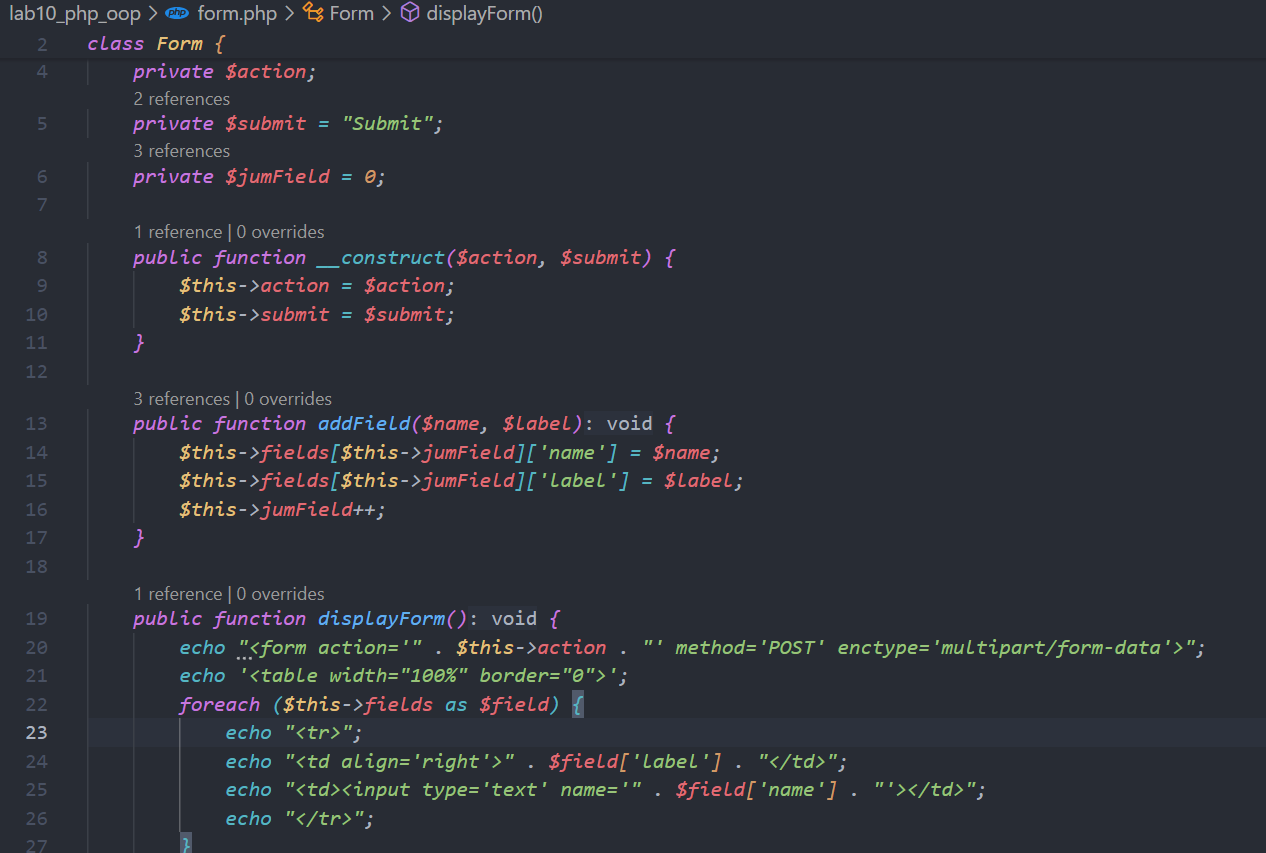 lab10_php_oop > php form.php > Form > displayForm()
2 class Form {
4 private $action;
2 references
5 private $submit = "Submit";
3 references
6 private $jumField = 0;
7
1 reference | 0 overrides
8 public function __construct($action, $submit) {
9 $this->action = $action;
10 $this->submit = $submit;
11 }
12
3 references | 0 overrides
13 public function addField($name, $label): void {
14 $this->fields[$this->jumField]['name'] = $name;
15 $this->fields[$this->jumField]['label'] = $label;
16 $this->jumField++;
17 }
18
1 reference | 0 overrides
19 public function displayForm(): void {
20 echo "<form action='" . $this->action . "' method='POST' enctype='multipart/form-data'>";
21 echo '<table width="100%" border="0">';
22 foreach ($this->fields as $field) {
23 echo "<tr>";
24 echo "<td align='right'>" . $field['label'] . "</td>";
25 echo "<td><input type='text' name='" . $field['name'] . "'></td>";
26 echo "</tr>";
27 }